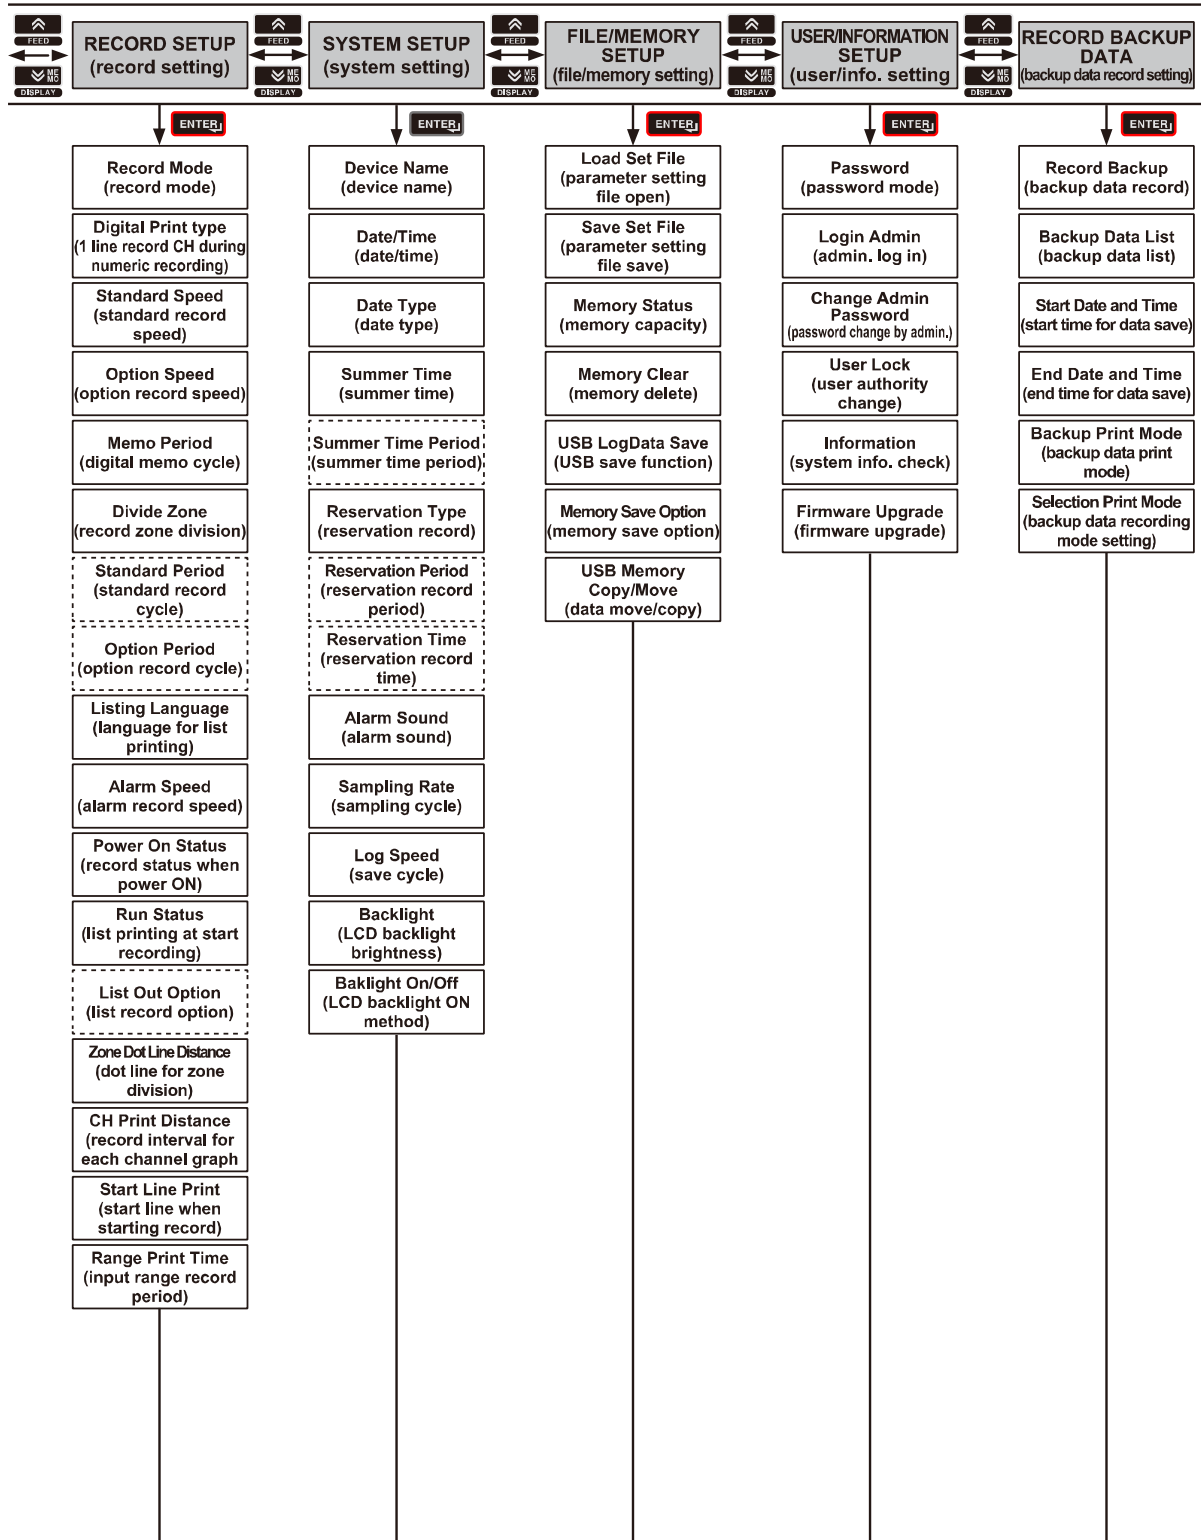 FEED
ME
MO
DISPLAY
RECORD SETUP
(record setting)
FEED
ME
MO
DISPLAY
SYSTEM SETUP
(system setting)
FEED
ME
MO
DISPLAY
FILE/MEMORY
SETUP
(file/memory setting)
FEED
ME
MO
DISPLAY
USER/INFORMATION
SETUP
(user/info. setting
FEED
ME
MO
DISPLAY
RECORD BACKUP
DATA
(backup data record setting)
ENTER
Record Mode
(record mode)
Digital Print type
(1 line record CH during
numeric recording)
Standard Speed
(standard record
speed)
Option Speed
(option record speed)
Memo Period
(digital memo cycle)
Divide Zone
(record zone division)
Standard Period
(standard record
cycle)
Option Period
(option record cycle)
Listing Language
(language for list
printing)
Alarm Speed
(alarm record speed)
Power On Status
(record status when
power ON)
Run Status
(list printing at start
recording)
List Out Option
(list record option)
Zone Dot Line Distance
(dot line for zone
division)
CH Print Distance
(record interval for
each channel graph
Start Line Print
(start line when
starting record)
Range Print Time
(input range record
period)
ENTER
Device Name
(device name)
Date/Time
(date/time)
Date Type
(date type)
Summer Time
(summer time)
Summer Time Period
(summer time period)
Reservation Type
(reservation record)
Reservation Period
(reservation record
period)
Reservation Time
(reservation record
time)
Alarm Sound
(alarm sound)
Sampling Rate
(sampling cycle)
Log Speed
(save cycle)
Backlight
(LCD backlight
brightness)
Baklight On/Off
(LCD backlight ON
method)
ENTER
Load Set File
(parameter setting
file open)
Save Set File
(parameter setting
file save)
Memory Status
(memory capacity)
Memory Clear
(memory delete)
USB LogData Save
(USB save function)
Memory Save Option
(memory save option)
USB Memory
Copy/Move
(data move/copy)
ENTER
Password
(password mode)
Login Admin
(admin. log in)
Change Admin
Password
(password change by admin.)
User Lock
(user authority
change)
Information
(system info. check)
Firmware Upgrade
(firmware upgrade)
ENTER
Record Backup
(backup data record)
Backup Data List
(backup data list)
Start Date and Time
(start time for data save)
End Date and Time
(end time for data save)
Backup Print Mode
(backup data print
mode)
Selection Print Mode
(backup data recording
mode setting)